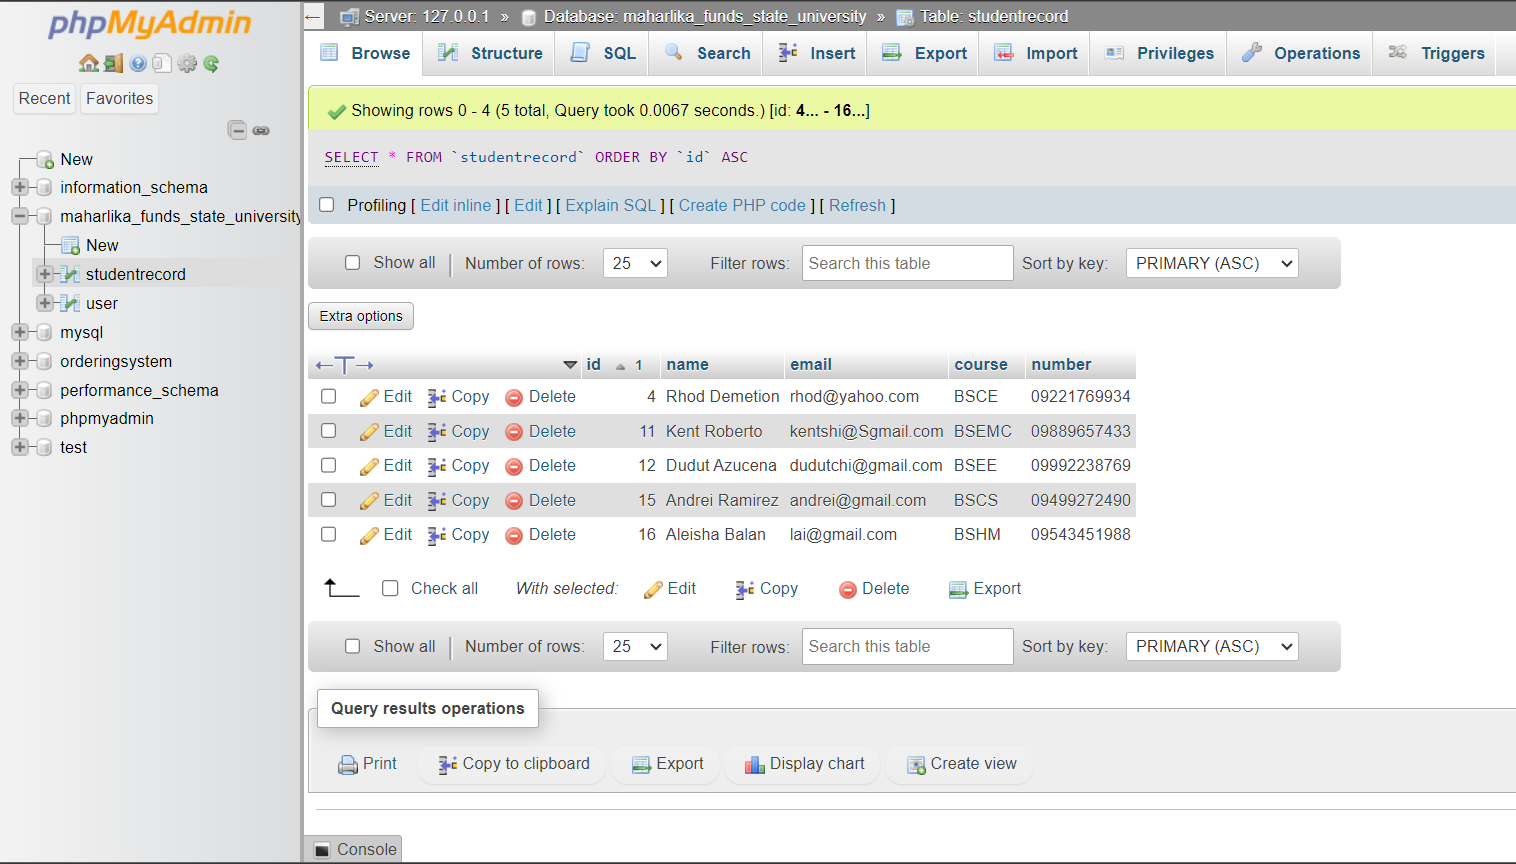 phpMyAdmin
Recent Favorites
New
information_schema
maharlika_funds_state_university
New
studentrecord
user
mysql
orderingsystem
performance_schema
phpmyadmin
test
← Server: 127.0.0.1 » Database: maharlika_funds_state_university » Table: studentrecord
Browse Structure SQL Search Insert Export Import Privileges Operations Triggers
Showing rows 0 - 4 (5 total, Query took 0.0067 seconds.) [id: 4... - 16...]
SELECT * FROM `studentrecord` ORDER BY `id` ASC
Profiling [ Edit inline ] [ Edit ] [ Explain SQL ] [ Create PHP code ] [ Refresh ]
Show all | Number of rows: 25 Filter rows: Search this table Sort by key: PRIMARY (ASC)
Extra options
←T→ id 1 name email course number
Edit Copy Delete 4 Rhod Demetion rhod@yahoo.com BSCE 09221769934
Edit Copy Delete 11 Kent Roberto kentshi@Sgmail.com BSEMC 09889657433
Edit Copy Delete 12 Dudut Azucena dudutchi@gmail.com BSEE 09992238769
Edit Copy Delete 15 Andrei Ramirez andrei@gmail.com BSCS 09499272490
Edit Copy Delete 16 Aleisha Balan lai@gmail.com BSHM 09543451988
Check all With selected: Edit Copy Delete Export
Show all | Number of rows: 25 Filter rows: Search this table Sort by key: PRIMARY (ASC)
Query results operations
Print Copy to clipboard Export Display chart Create view
Console